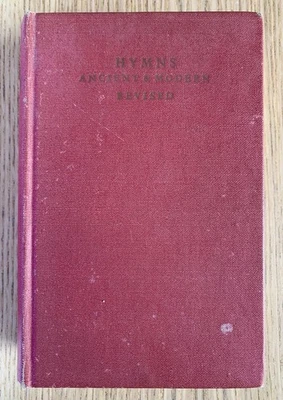 HYMNS
ANCIENT & MODERN
REVISED